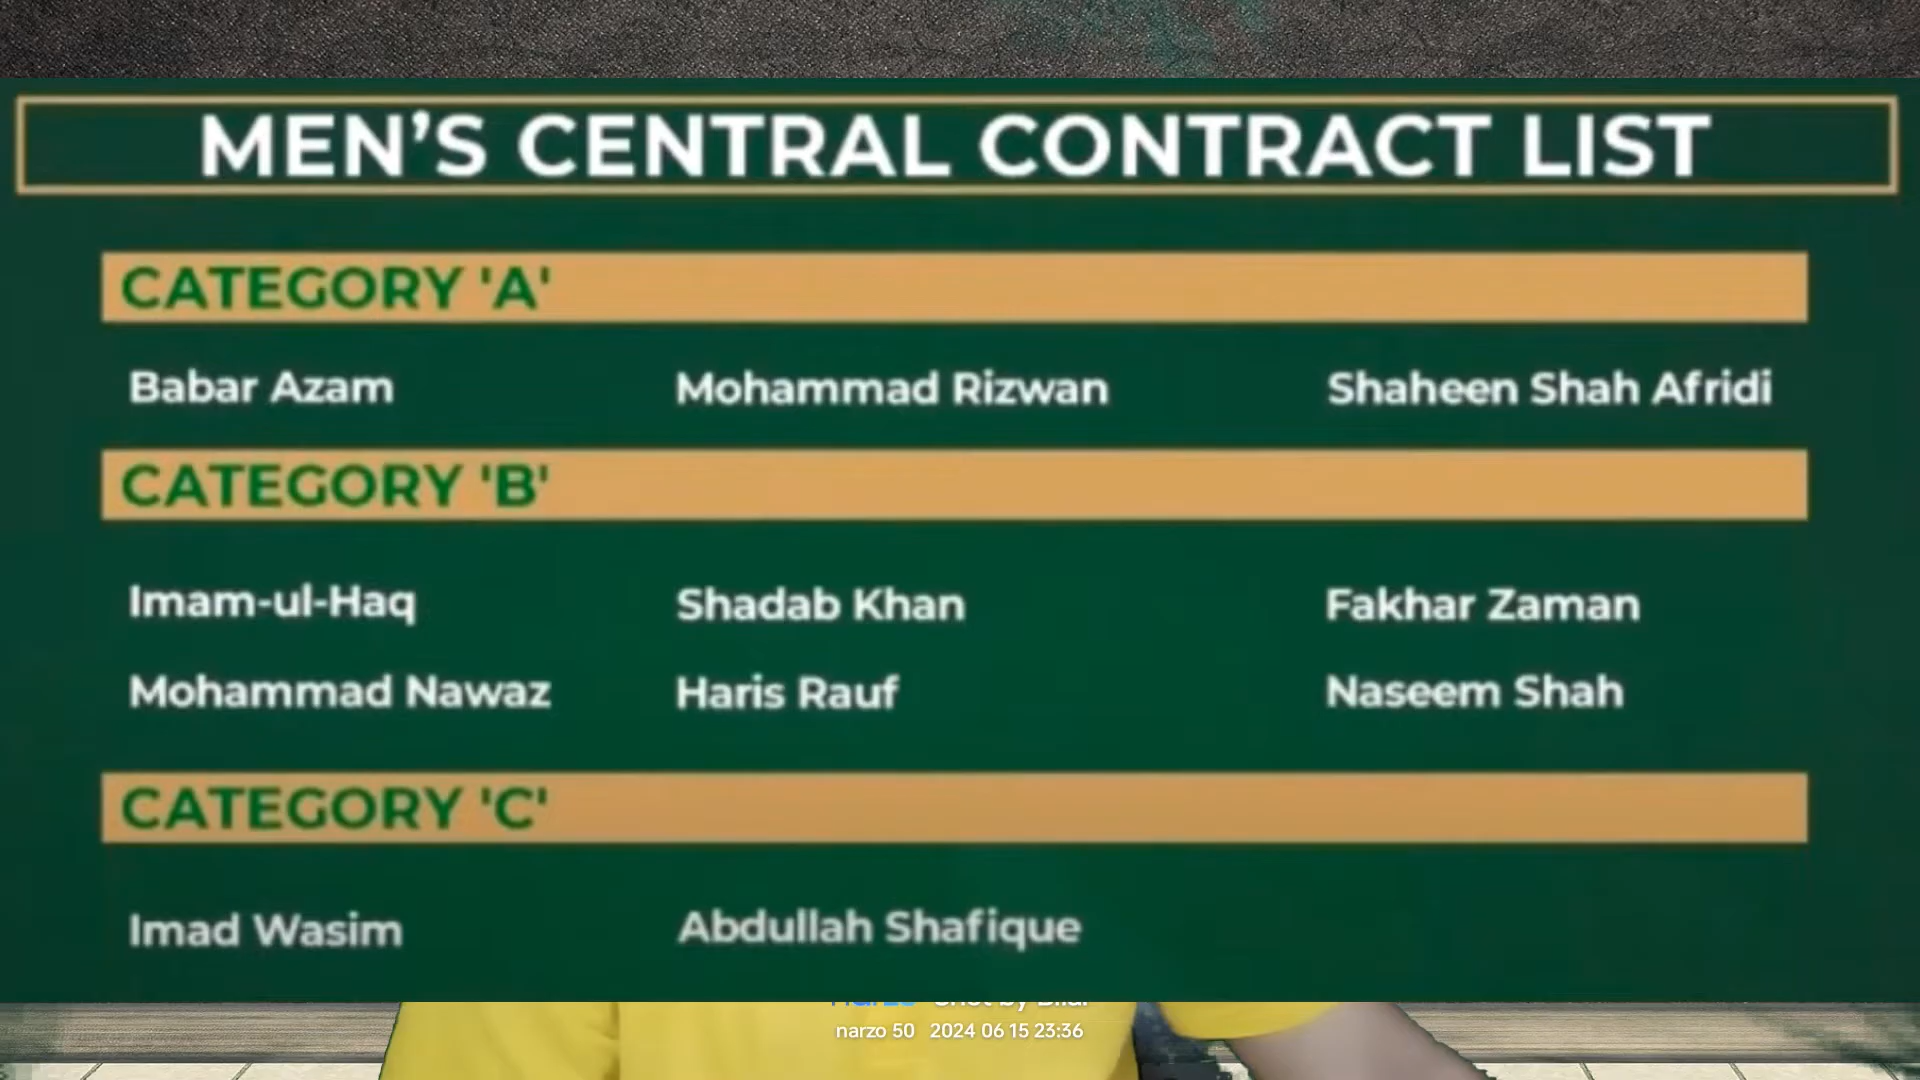 MEN'S CENTRAL CONTRACT LIST
CATEGORY 'A'
Babar Azam Mohammad Rizwan Shaheen Shah Afridi
CATEGORY 'B'
Imam-ul-Haq Shadab Khan Fakhar Zaman
Mohammad Nawaz Haris Rauf Naseem Shah
CATEGORY 'C'
Imad Wasim Abdullah Shafique
narzo 50 2024 06 15 23:36